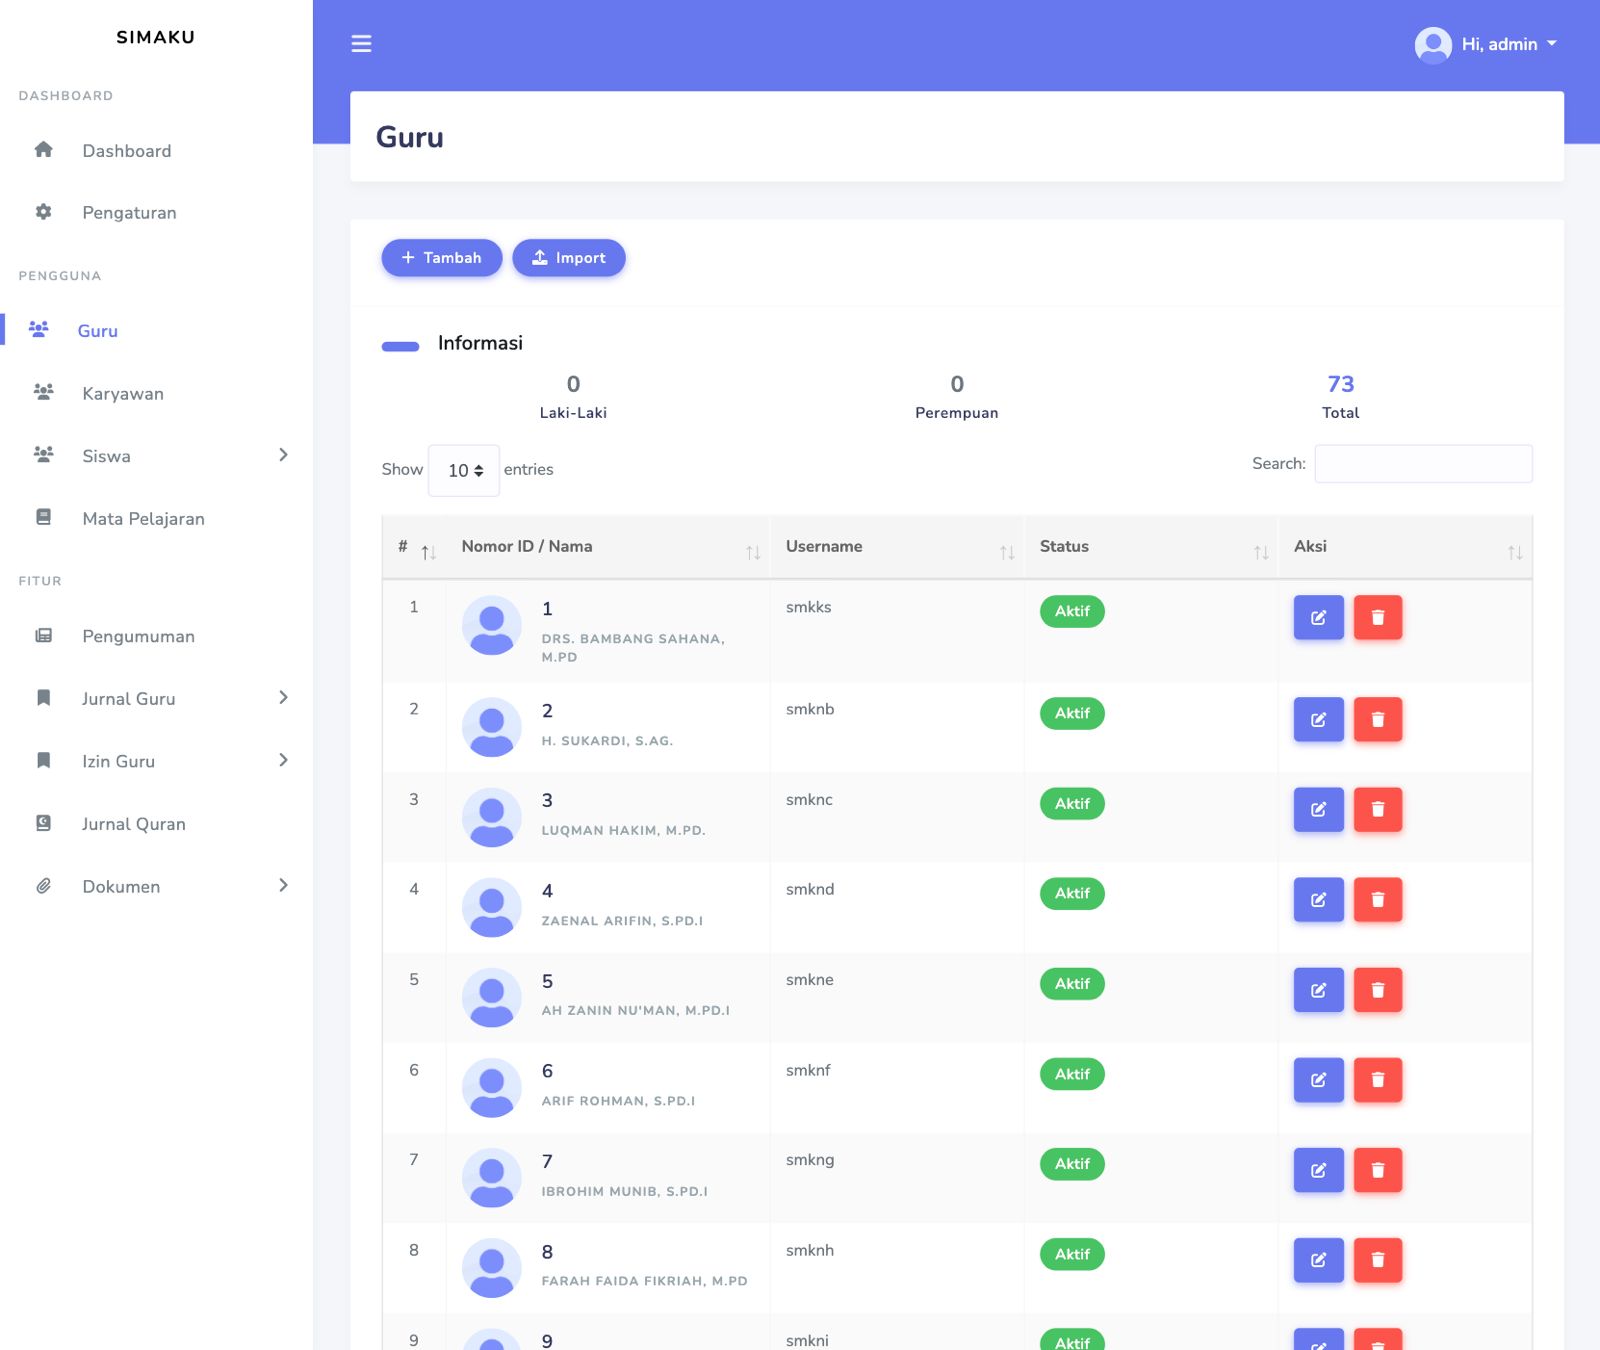 SIMAKU
DASHBOARD
Dashboard
Pengaturan
PENGGUNA
Guru
Karyawan
Siswa
Mata Pelajaran
FITUR
Pengumuman
Jurnal Guru
Izin Guru
Jurnal Quran
Dokumen
Hi, admin
Guru
Tambah
Import
Informasi
0
Laki-Laki
0
Perempuan
73
Total
Show 10 entries
Search:
# Nomor ID / Nama Username Status Aksi
1 1 smkks Aktif
DRS. BAMBANG SAHANA,
M.PD
2 2 smknb Aktif
H. SUKARDI, S.AG.
3 3 smknc Aktif
LUQMAN HAKIM, M.PD.
4 4 smknd Aktif
ZAENAL ARIFIN, S.PD.I
5 5 smkne Aktif
AH ZANIN NU'MAN, M.PD.I
6 6 smknf Aktif
ARIF ROHMAN, S.PD.I
7 7 smkng Aktif
IBROHIM MUNIB, S.PD.I
8 8 smknh Aktif
FARAH FAIDA FIKRIAH, M.PD
9 9 smkni Aktif